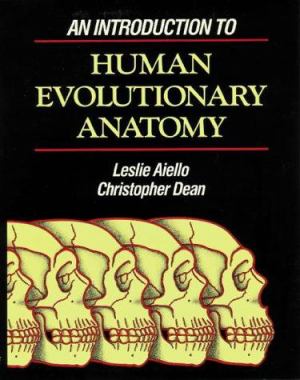 AN INTRODUCTION TO
HUMAN
EVOLUTIONARY
ANATOMY
Leslie Aiello
Christopher Dean